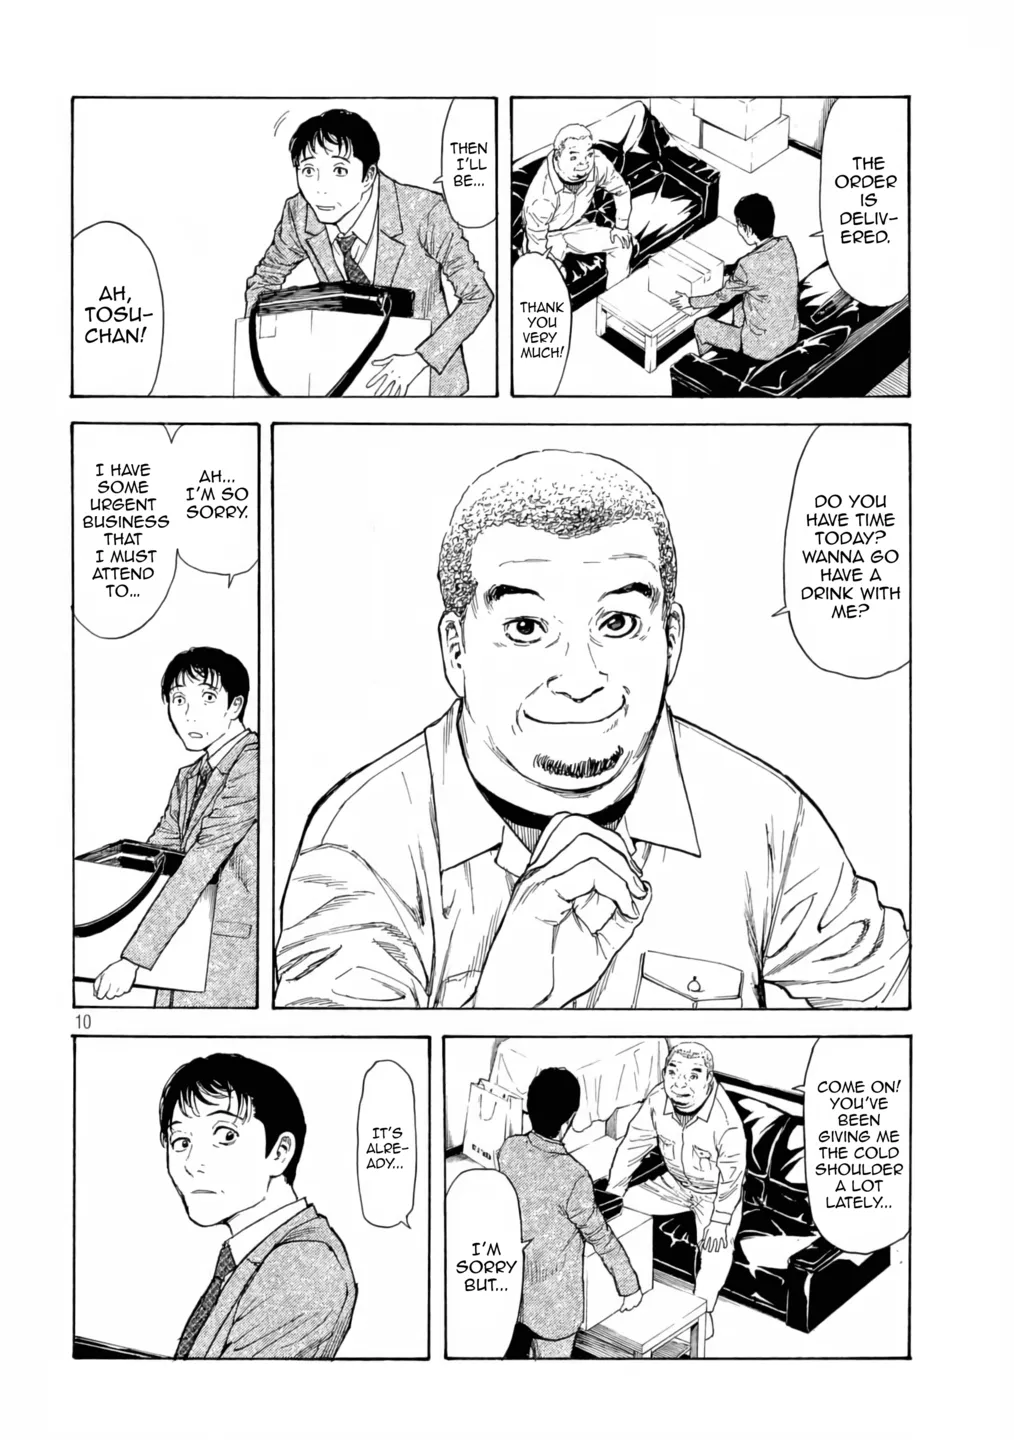 THE
ORDER
IS
DELIV-
ERED.
THANK
YOU
VERY
MUCH!
THEN
I'LL
BE...
AH,
TOSU-
CHAN!
DO YOU
HAVE TIME
TODAY?
WANNA GO
HAVE A
DRINK WITH
ME?
AH...
I'M SO
SORRY.
I HAVE
SOME
URGENT
BUSINESS
THAT
I MUST
ATTEND
TO...
COME ON!
YOU'VE
BEEN
GIVING ME
THE COLD
SHOULDER
A LOT
LATELY...
I'M
SORRY
BUT...
IT'S
ALRE-
ADY...
10